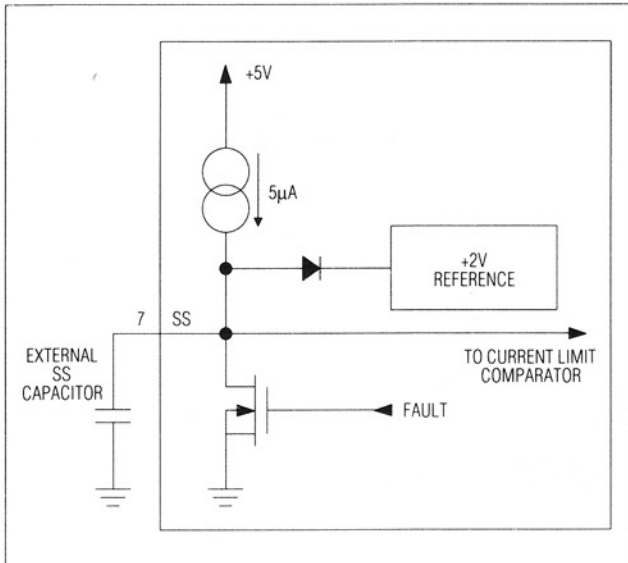 +5V
5μA
+2V
REFERENCE
7 SS
EXTERNAL
SS
CAPACITOR
TO CURRENT LIMIT
COMPARATOR
FAULT